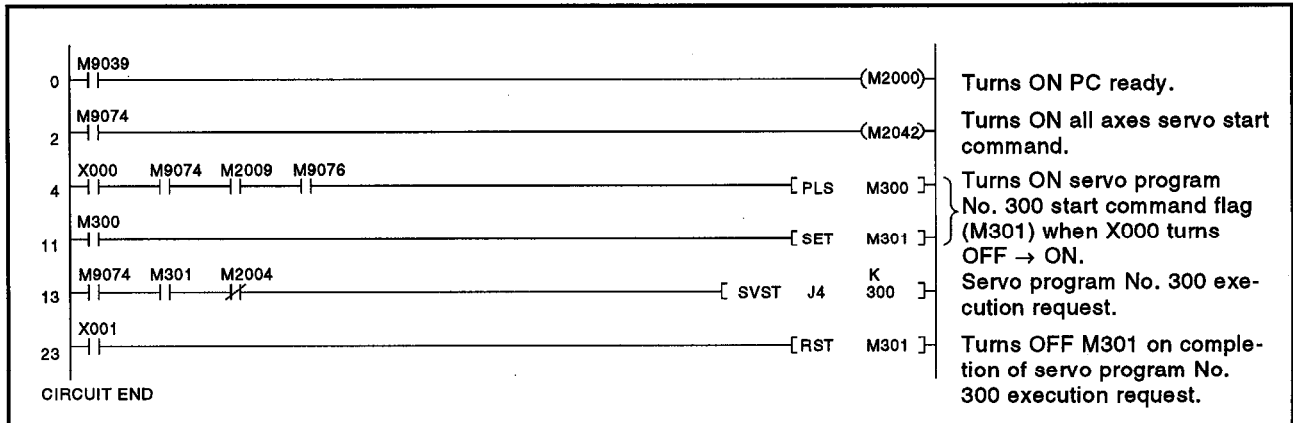 M9039
0 (M2000) Turns ON PC ready.
M9074
2 (M2042) Turns ON all axes servo start
command.
X000 M9074 M2009 M9076
4 [ PLS M300 ] Turns ON servo program
No. 300 start command flag
M300
11 [ SET M301 ] (M301) when X000 turns
OFF → ON.
M9074 M301 M2004 K
13 [ SVST J4 300 ] Servo program No. 300 exe-
cution request.
X001
23 [ RST M301 ] Turns OFF M301 on comple-
tion of servo program No.
300 execution request.
CIRCUIT END